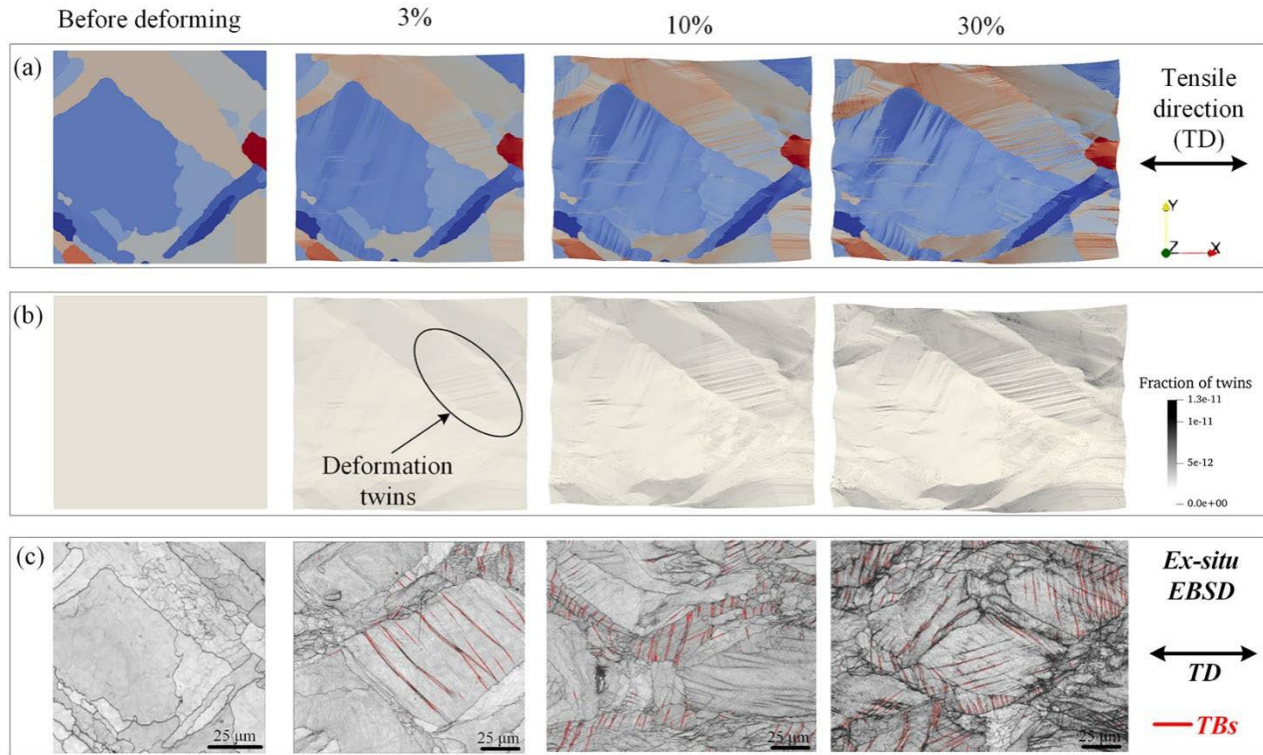 Before deforming
3%
10%
30%
(a)
Tensile
direction
(TD)
Y
Z
X
(b)
Deformation
twins
Fraction of twins
1.3e-11
1e-11
5e-12
0.0e+00
(c)
Ex-situ
EBSD
TD
TBs
25 μm
25 μm
25 μm
25 μm